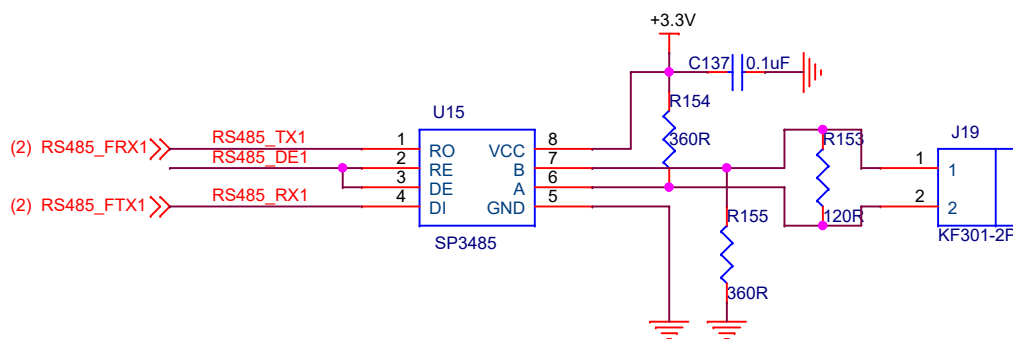 +3.3V
C137 0.1uF
R154
360R
U15
J19
(2) RS485_FRX1 RS485_TX1 1 RO VCC 8
RS485_DE1 2 RE B 7
3 DE A 6
(2) RS485_FTX1 RS485_RX1 4 DI GND 5
SP3485
R153
120R
1 1
2 2
KF301-2P
R155
360R